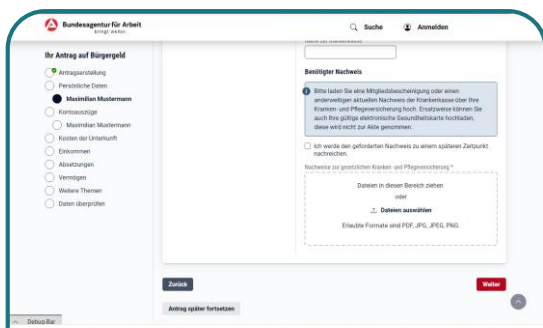 Bundesagentur für Arbeit
bringt weiter.
Suche
Anmelden
Ihr Antrag auf Bürgergeld
Antragserstellung
Persönliche Daten
Maximilian Mustermann
Kontoauszüge
Maximilian Mustermann
Kosten der Unterkunft
Einkommen
Absetzungen
Vermögen
Weitere Themen
Daten überprüfen
Name der Krankenkasse
Benötigter Nachweis
Bitte laden Sie eine Mitgliedsbescheinigung oder einen
anderweitigen aktuellen Nachweis der Krankenkasse über Ihre
Kranken- und Pflegeversicherung hoch. Ersatzweise können Sie
auch Ihre gültige elektronische Gesundheitskarte hochladen,
diese wird nicht zur Akte genommen.
Ich werde den geforderten Nachweis zu einem späteren Zeitpunkt
nachreichen.
Nachweise zur gesetzlichen Kranken- und Pflegeversicherung *
Dateien in diesen Bereich ziehen
oder
Dateien auswählen
Erlaubte Formate sind PDF, JPG, JPEG, PNG.
Zurück
Weiter
Antrag später fortsetzen
Debug-Bar